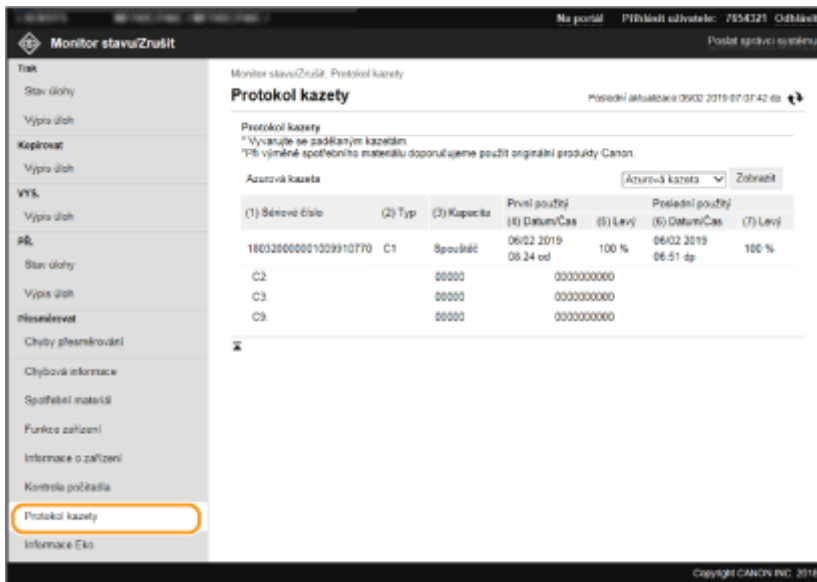 Na portál Přihlásit uživatele: 7654321 Odhlásit
Monitor stavu/Zrušit
Poslat správci systému
Tisk
Stav úlohy
Výpis úloh
Kopírovat
Výpis úloh
VYS.
Výpis úloh
PŘ.
Stav úlohy
Výpis úloh
Přesměrovat
Chyby přesměrování
Chybová informace
Spotřební materiál
Funkce zařízení
Informace o zařízení
Kontrola počítadla
Protokol kazety
Informace Eko
Monitor stavu/Zrušit: Protokol kazety
Protokol kazety
Poslední aktualizace:06/02 2019 07:07:42 dp
Protokol kazety
* Vyvarujte se padělaným kazetám.
*Při výměně spotřebního materiálu doporučujeme použít originální produkty Canon.
Azurová kazeta
Azurová kazeta
Zobrazit
(1) Sériové číslo (2) Typ (3) Kapacita První použitý Poslední použitý
(4) Datum/Čas (5) Levý (6) Datum/Čas (7) Levý
18032000001009910770 C1 Spouštěč 06/02 2019 08:24 od 100 % 06/02 2019 06:51 dp 100 %
C2: 00000 0000000000
C3: 00000 0000000000
C9: 00000 0000000000
Copyright CANON INC. 2018